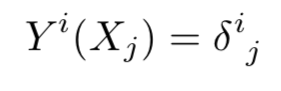 Y^i(X_j) = δ^i_j